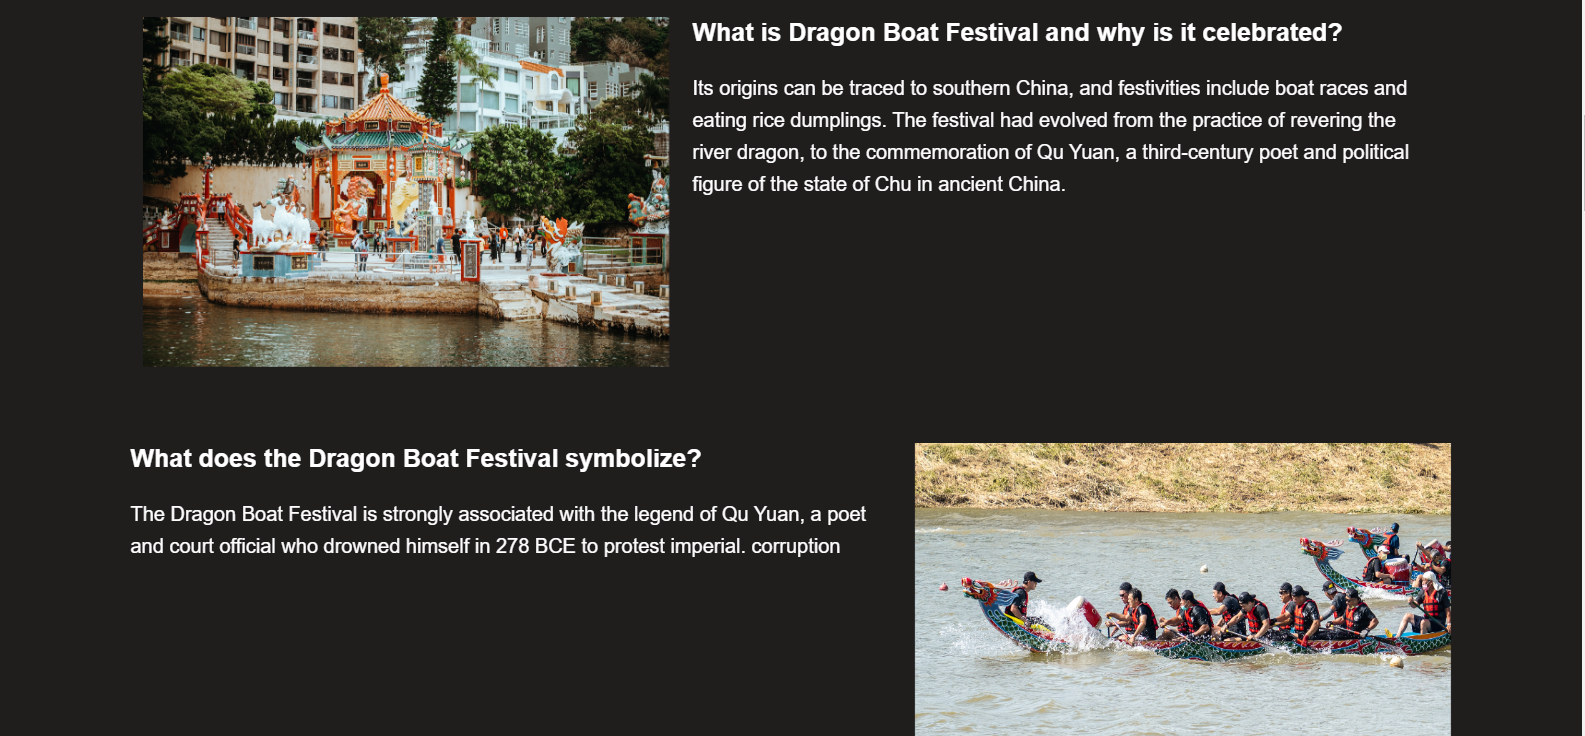 What is Dragon Boat Festival and why is it celebrated?
Its origins can be traced to southern China, and festivities include boat races and
eating rice dumplings. The festival had evolved from the practice of revering the
river dragon, to the commemoration of Qu Yuan, a third-century poet and political
figure of the state of Chu in ancient China.
What does the Dragon Boat Festival symbolize?
The Dragon Boat Festival is strongly associated with the legend of Qu Yuan, a poet
and court official who drowned himself in 278 BCE to protest imperial. corruption